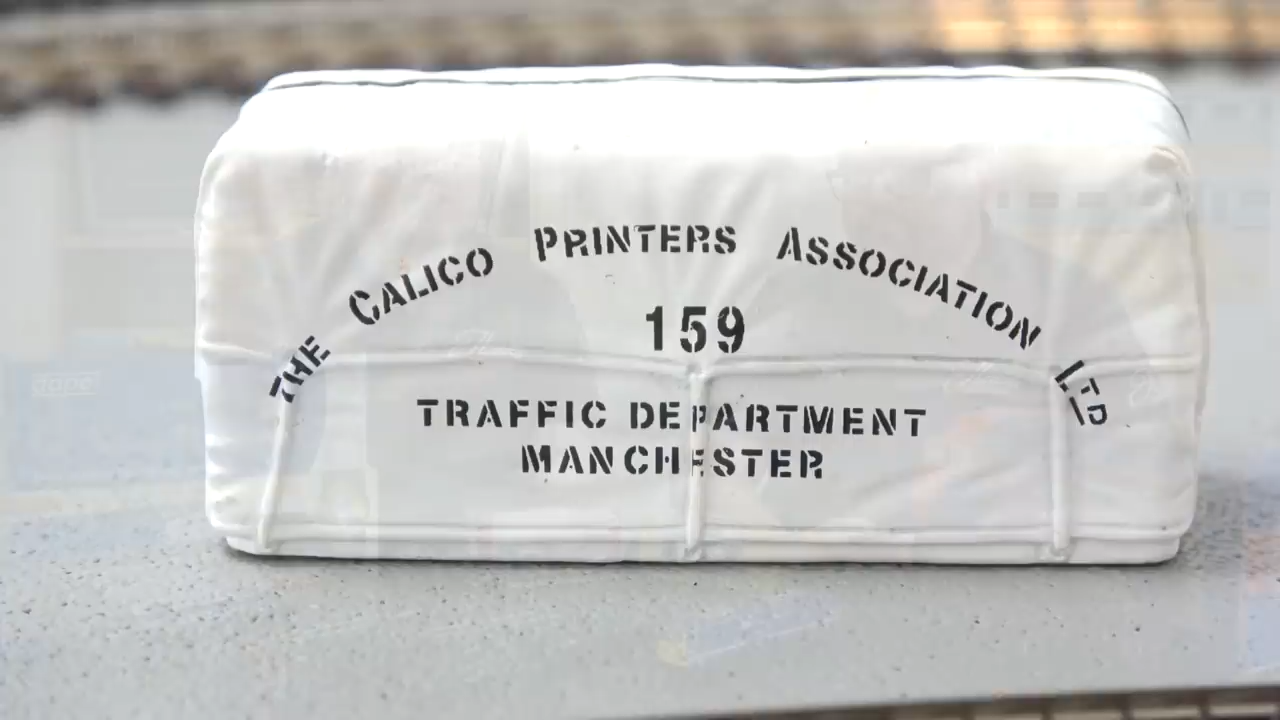 THE CALICO PRINTERS ASSOCIATION LTD
159
TRAFFIC DEPARTMENT
MANCHESTER